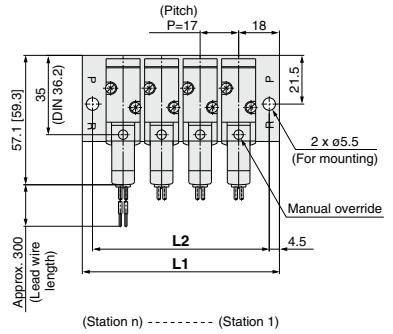 (Pitch)
P=17
18
P
P
21.5
35
(DIN 36.2)
57.1 [59.3]
R
R
2 x ø5.5
(For mounting)
Manual override
Approx. 300
(Lead wire
length)
L2
4.5
L1
(Station n) --------- (Station 1)